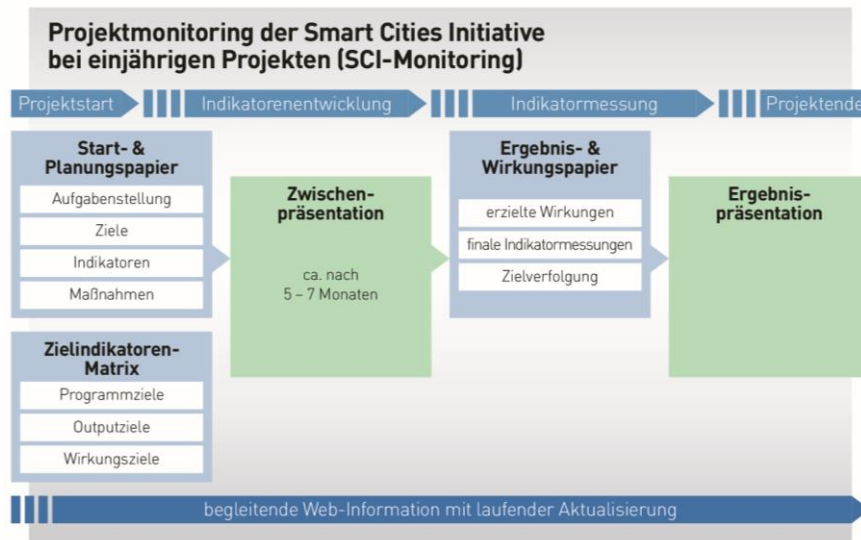 Projektmonitoring der Smart Cities Initiative
bei einjährigen Projekten (SCI-Monitoring)
Projektstart
Indikatorenentwicklung
Indikatormessung
Projektende
Start- &
Planungspapier
Aufgabenstellung
Ziele
Indikatoren
Maßnahmen
Zielindikatoren-
Matrix
Programmziele
Outputziele
Wirkungsziele
Zwischen-
präsentation
ca. nach
5 – 7 Monaten
Ergebnis- &
Wirkungspapier
erzielte Wirkungen
finale Indikatormessungen
Zielverfolgung
Ergebnis-
präsentation
begleitende Web-Information mit laufender Aktualisierung